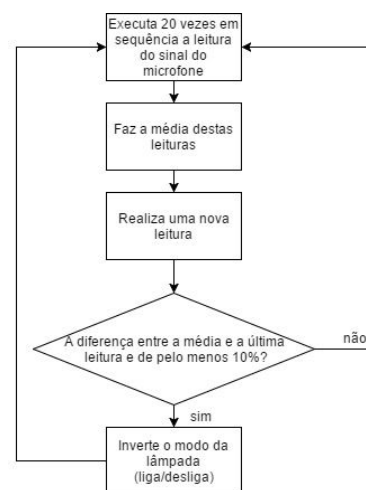 Executa 20 vezes em
sequência a leitura
do sinal do
microfone
Faz a média destas
leituras
Realiza uma nova
leitura
A diferença entre a média e a última
leitura e de pelo menos 10%?
não
sim
Inverte o modo da
lâmpada
(liga/desliga)